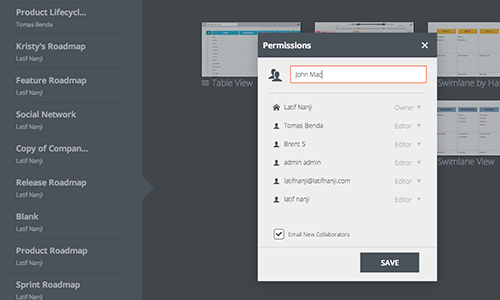 Product Lifecycl...
Tomas Benda
Kristy's Roadmap
Latif Nanji
Feature Roadmap
Latif Nanji
Social Network
Latif Nanji
Copy of Compan...
Latif Nanji
Release Roadmap
Latif Nanji
Blank
Latif Nanji
Product Roadmap
Latif Nanji
Sprint Roadmap
Latif Nanji
Table View
Swimlane by Ha
Swimlane View
Permissions
John Mac
Latif Nanji Owner
Tomas Benda Editor
Brent S Editor
admin admin Editor
latifnanji@latifnanji.com Editor
latif nanji Editor
Email New Collaborators
SAVE